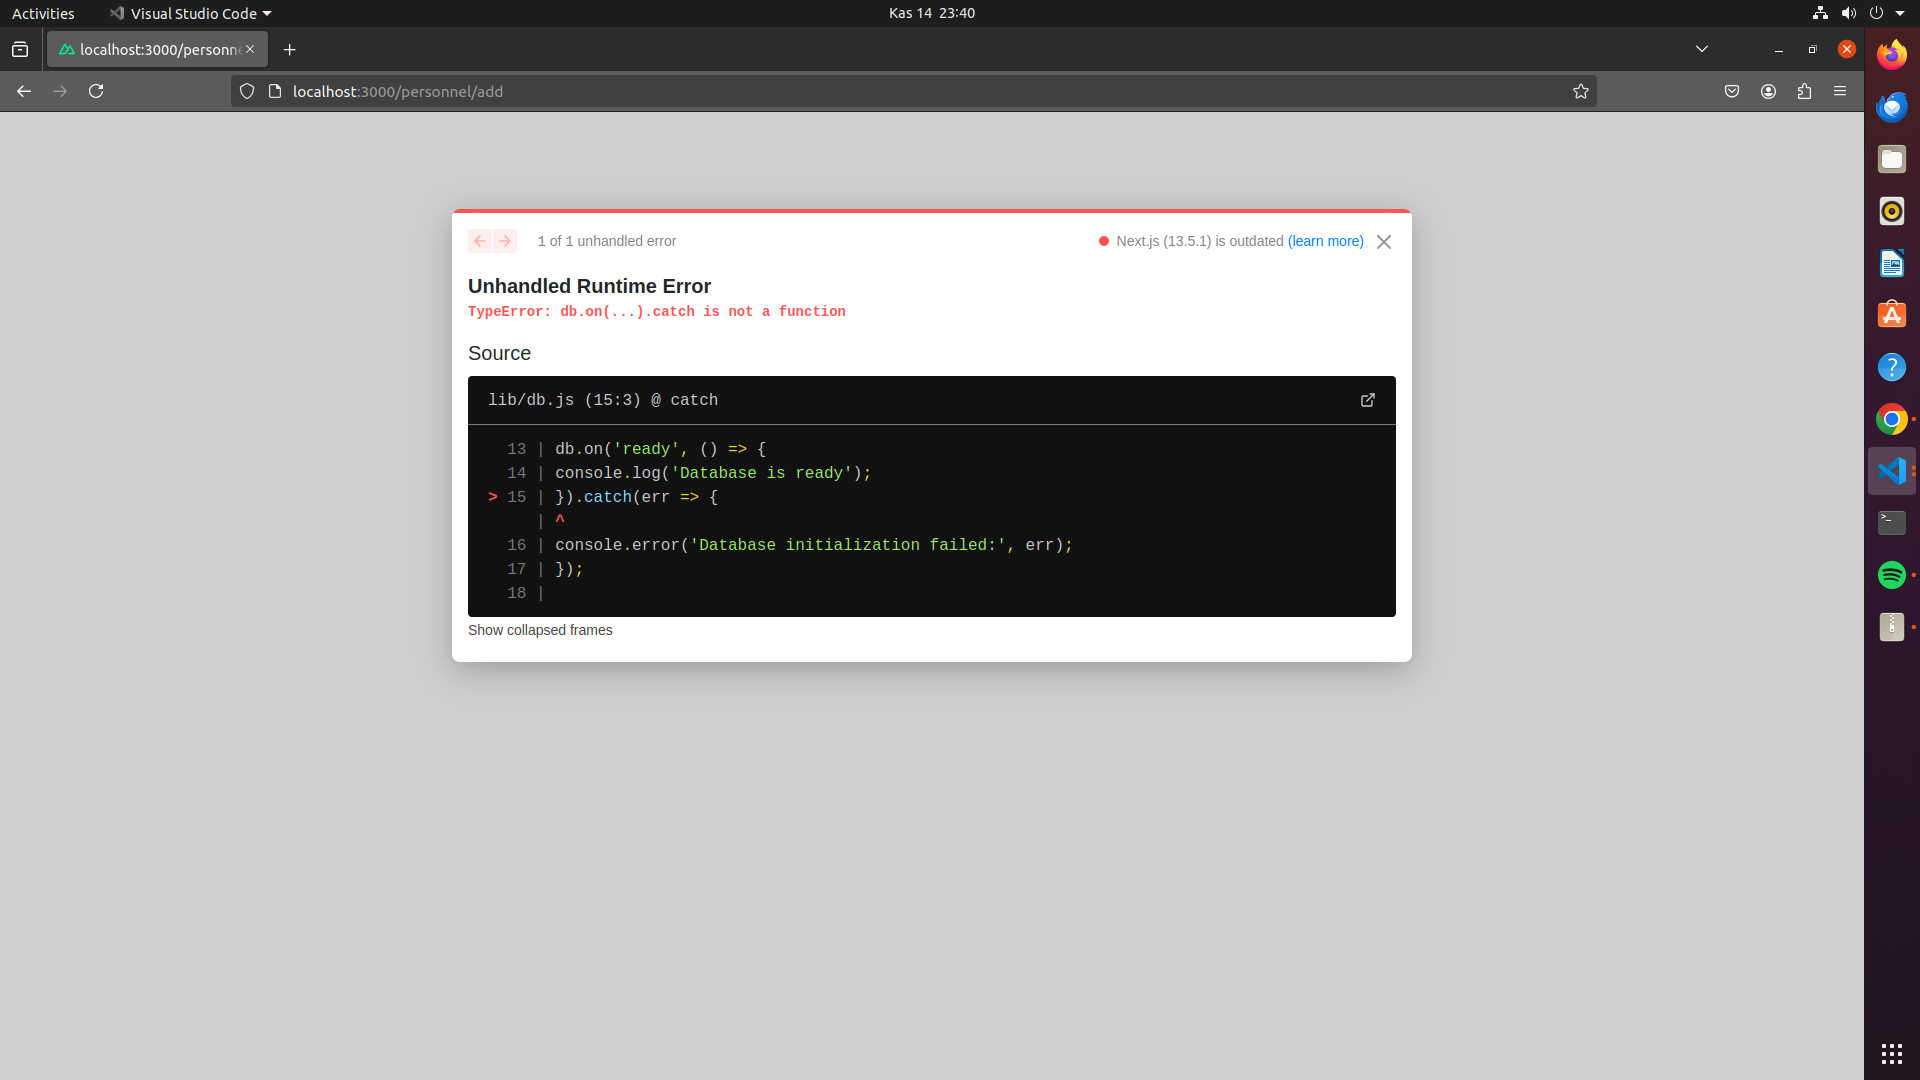 Activities
Visual Studio Code
Kas 14 23:40
localhost:3000/personne
localhost:3000/personnel/add
1 of 1 unhandled error
Next.js (13.5.1) is outdated (learn more)
Unhandled Runtime Error
TypeError: db.on(...).catch is not a function
Source
lib/db.js (15:3) @ catch
13 | db.on('ready', () => {
14 | console.log('Database is ready');
> 15 | }).catch(err => {
| ^
16 | console.error('Database initialization failed:', err);
17 | });
18 |
Show collapsed frames